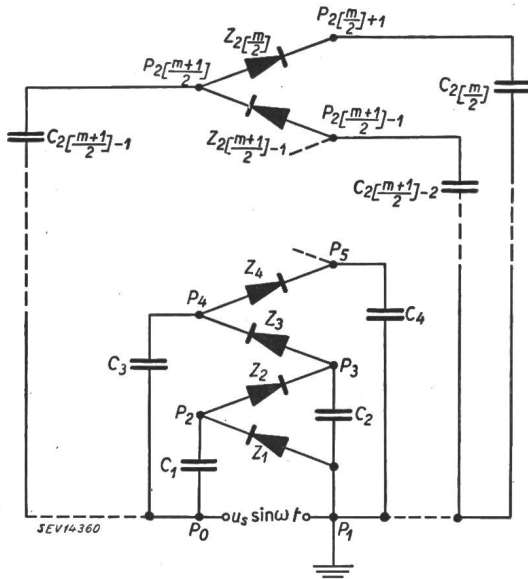 Z₂[m/2]
P₂[m/2]+1
P₂[m+1/2]
C₂[m/2]
P₂[m+1/2]-1
C₂[m+1/2]-1
Z₂[m+1/2]-1
C₂[m+1/2]-2
P₅
Z₄
P₄
C₄
Z₃
C₃
P₃
Z₂
P₂
C₂
Z₁
C₁
SEV14360
P₀
uₛ sinωt
P₁